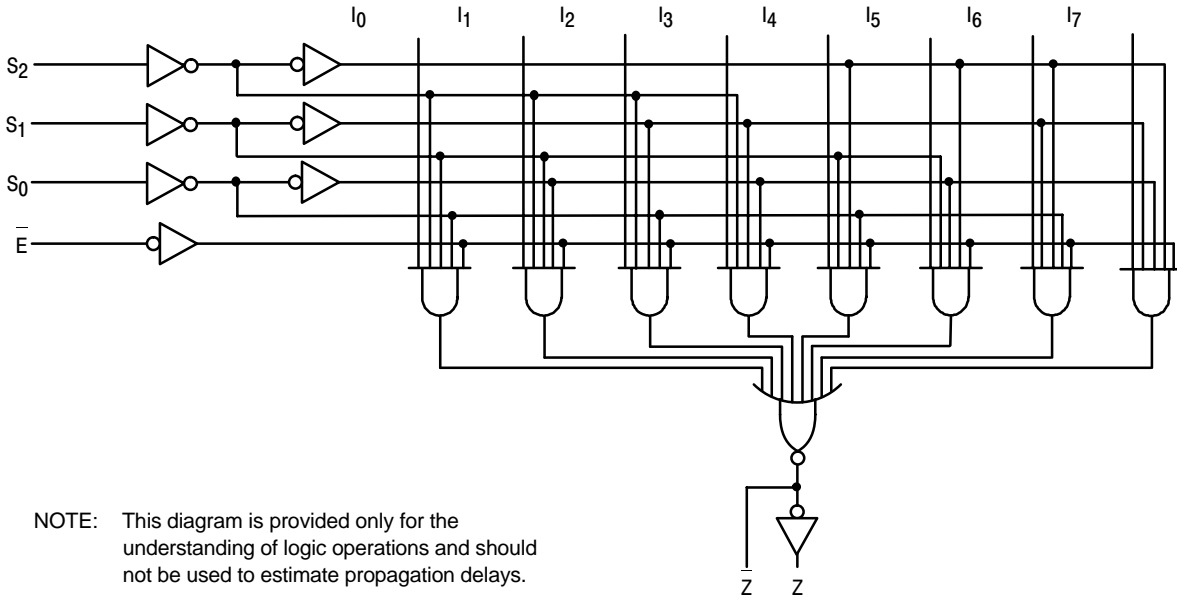 I0 I1 I2 I3 I4 I5 I6 I7
S2
S1
S0
E̅
NOTE: This diagram is provided only for the
understanding of logic operations and should
not be used to estimate propagation delays.
Z̅ Z